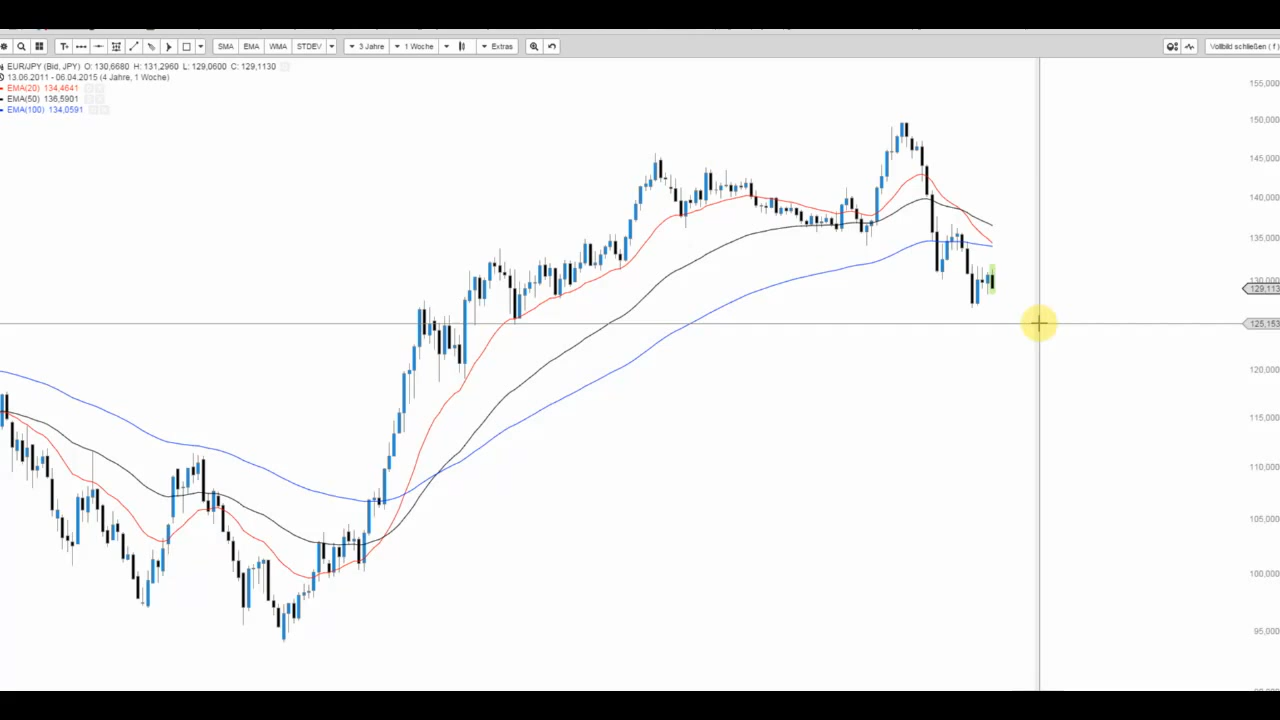 T SMA EMA WMA STDEV 3 Jahre 1 Woche Extras Vollbild schließen ( f )
EUR/JPY (Bid, JPY) O: 130,6680 H: 131,2960 L: 129,0600 C: 129,1130
13.06.2011 - 06.04.2015 (4 Jahre, 1 Woche)
EMA(20) 134,4641
EMA(50) 136,5901
EMA(100) 134,0591
155,000
150,000
145,000
140,000
135,000
130,000
129,113
125,153
120,000
115,000
110,000
105,000
100,000
95,000